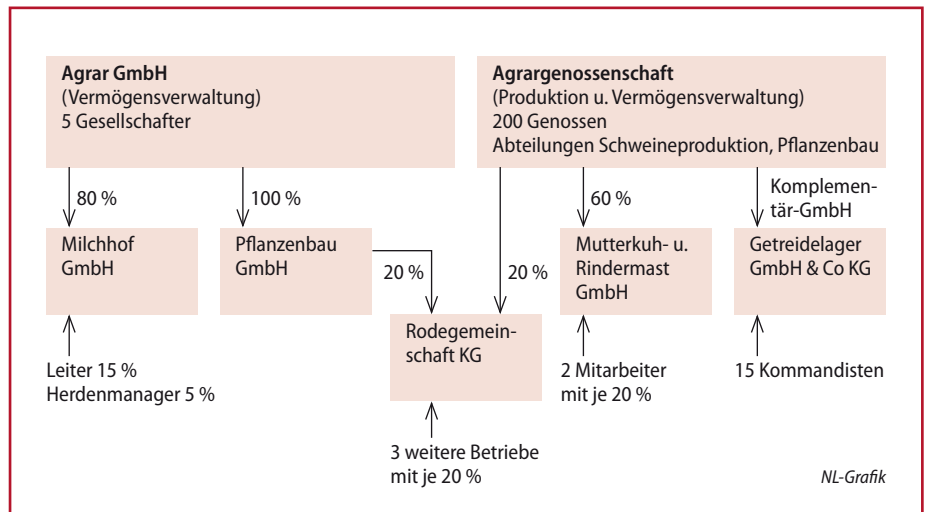 Agrar GmbH
(Vermögensverwaltung)
5 Gesellschafter
Agrargenossenschaft
(Produktion u. Vermögensverwaltung)
200 Genossen
Abteilungen Schweineproduktion, Pflanzenbau
80 %
100 %
20 %
60 %
Komplemen-
tär-GmbH
Milchhof
GmbH
Pflanzenbau
GmbH
20 %
Mutterkuh- u.
Rindermast
GmbH
Getreidelager
GmbH & Co KG
Rodegemein-
schaft KG
Leiter 15 %
Herdenmanager 5 %
2 Mitarbeiter
mit je 20 %
15 Kommandisten
3 weitere Betriebe
mit je 20 %
NL-Grafik